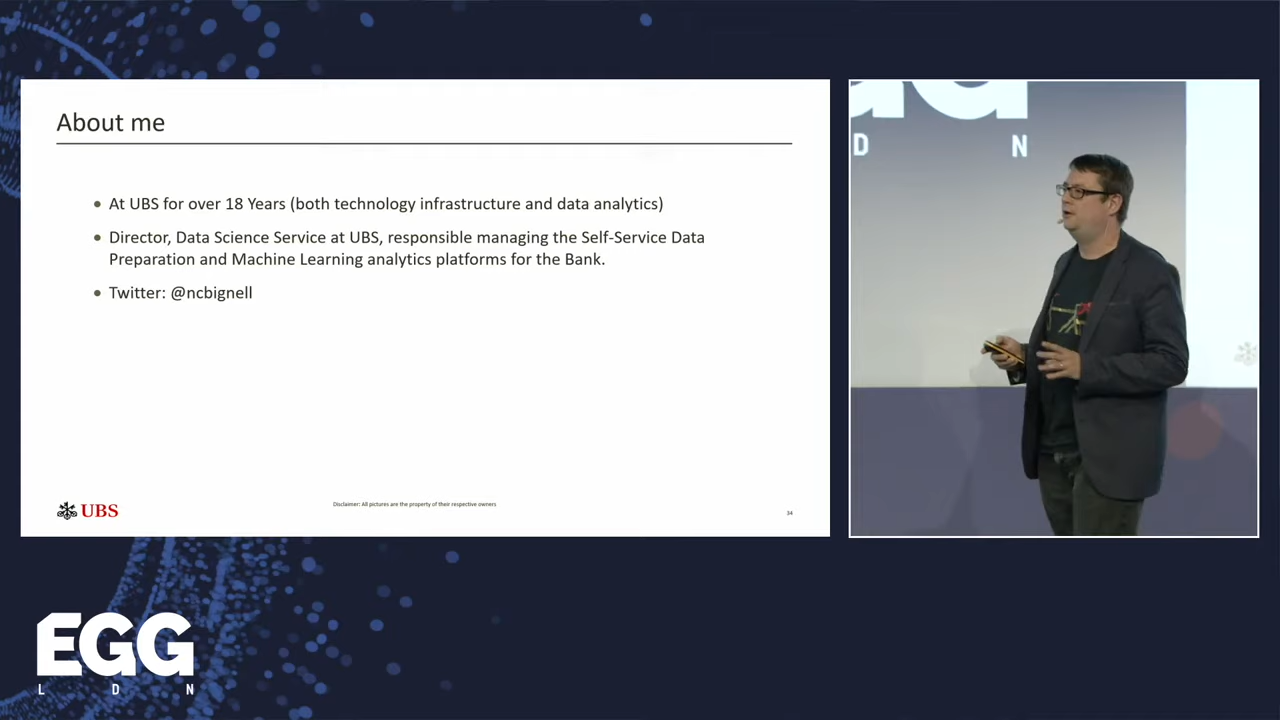 About me
At UBS for over 18 Years (both technology infrastructure and data analytics)
Director, Data Science Service at UBS, responsible managing the Self-Service Data
Preparation and Machine Learning analytics platforms for the Bank.
Twitter: @ncbignell
Disclaimer: All pictures are the property of their respective owners
UBS
34
D N
EGG
L D N